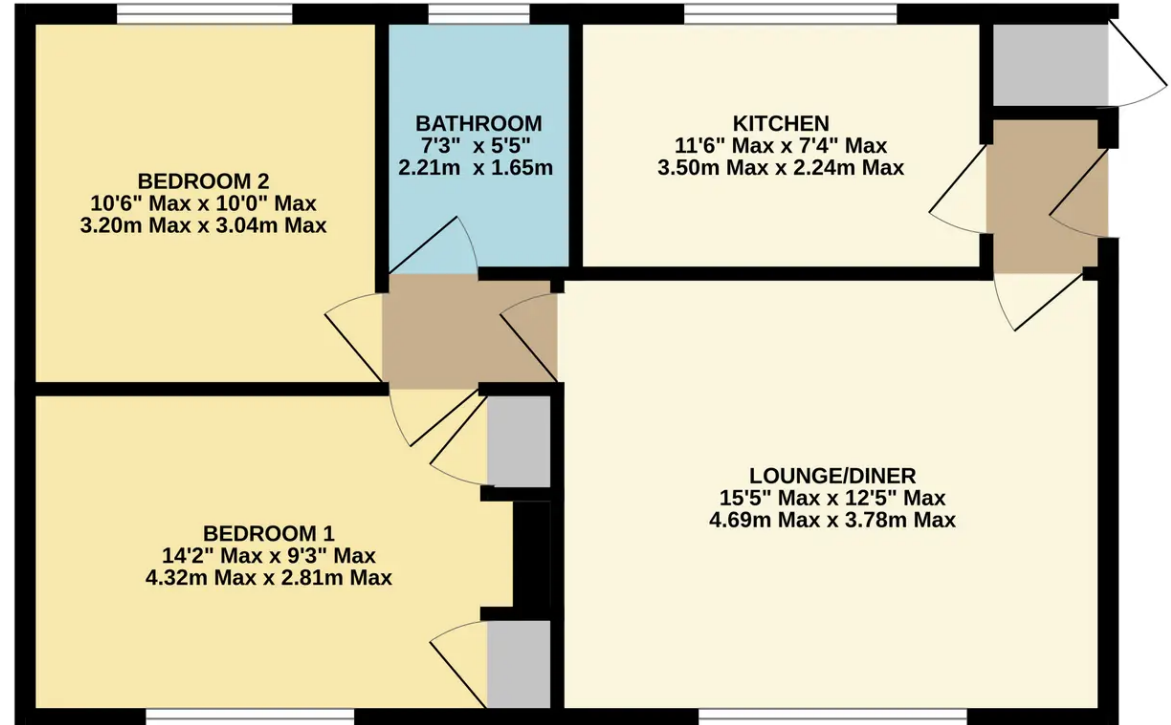 BATHROOM
7'3"  x 5'5"
2.21m  x 1.65m
KITCHEN
11'6" Max x 7'4" Max
3.50m Max x 2.24m Max
BEDROOM 2
10'6" Max x 10'0" Max
3.20m Max x 3.04m Max
LOUNGE/DINER
15'5" Max x 12'5" Max
4.69m Max x 3.78m Max
BEDROOM 1
14'2" Max x 9'3" Max
4.32m Max x 2.81m Max